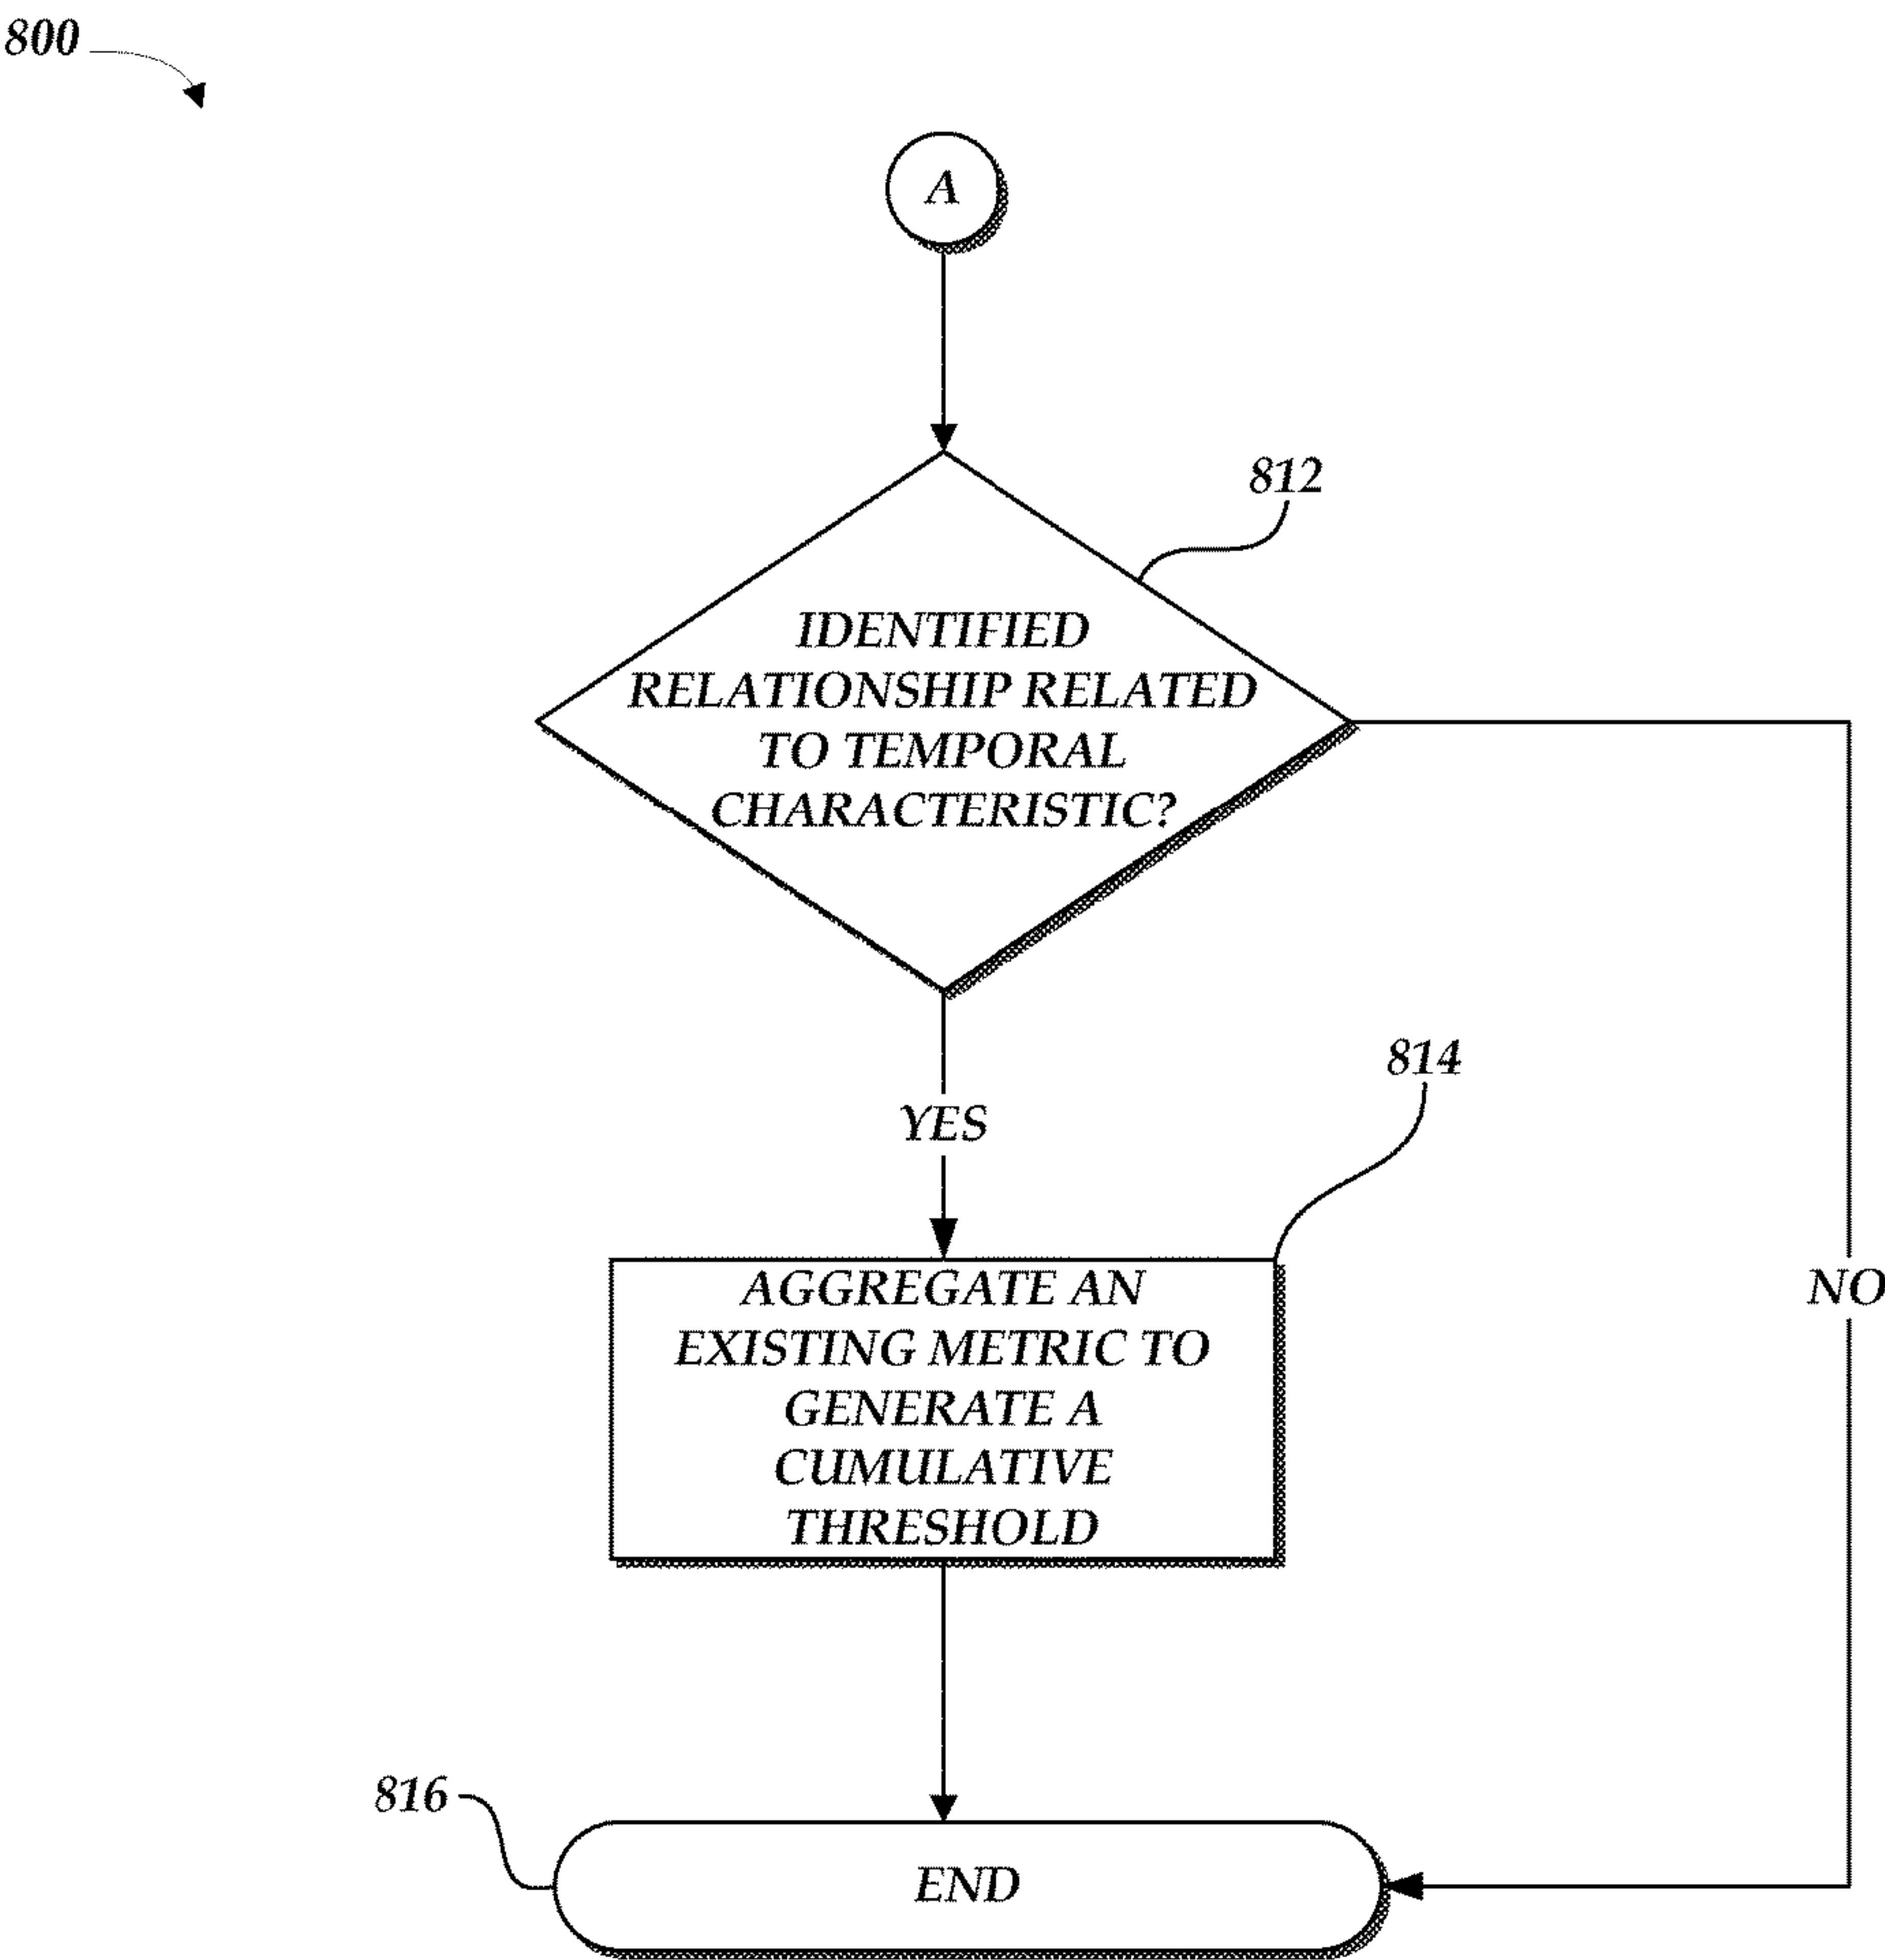 800
A
812
IDENTIFIED
RELATIONSHIP RELATED
TO TEMPORAL
CHARACTERISTIC?
YES
814
AGGREGATE AN
EXISTING METRIC TO
GENERATE A
CUMULATIVE
THRESHOLD
NO
816
END